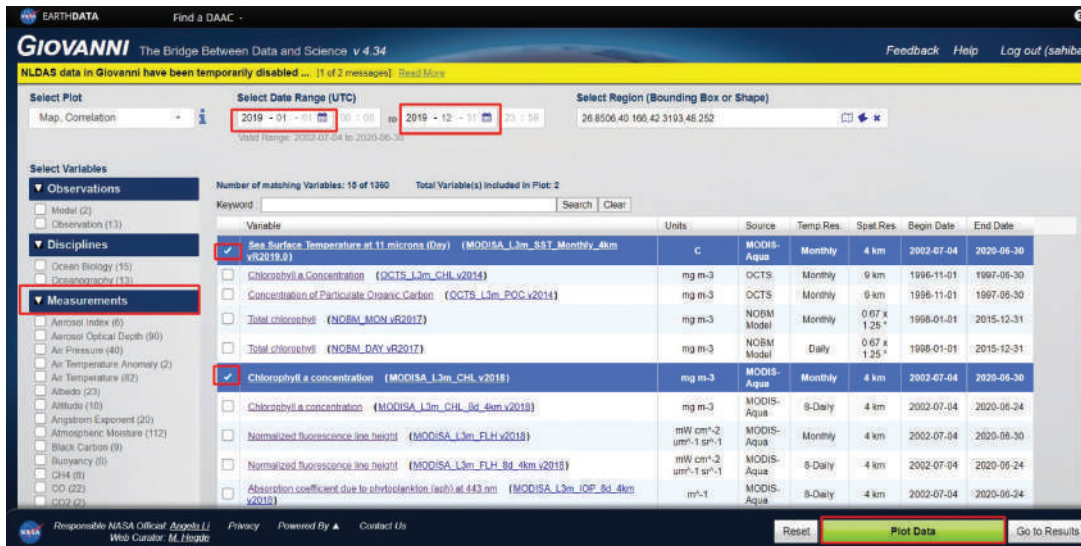 EARTHDATA Find a DAAC -
GIOVANNI The Bridge Between Data and Science v 4.34 Feedback Help Log out (sahiba
NLDAS data in Giovanni have been temporarily disabled ... [1 of 2 messages] Read More
Select Plot Select Date Range (UTC) Select Region (Bounding Box or Shape)
Map, Correlation 2019 - 01 - 01 00 : 00 to 2019 - 12 - 31 23 : 59 26.8506,40.166,42.3193,48.252
Valid Range: 2002-07-04 to 2020-06-30
Select Variables
Observations
Model (2)
Observation (13)
Disciplines
Ocean Biology (15)
Oceanography (13)
Measurements
Aerosol Index (6)
Aerosol Optical Depth (90)
Air Pressure (40)
Air Temperature Anomaly (2)
Air Temperature (82)
Albedo (23)
Altitude (10)
Angstrom Exponent (20)
Atmospheric Moisture (112)
Black Carbon (9)
Buoyancy
CH4
CO (22)
CO2 (2)
Number of matching Variables: 15 of 1360 Total Variable(s) included in Plot: 2
Keyword : Search Clear
Variable Units Source Temp.Res. Spat.Res. Begin Date End Date
Sea Surface Temperature at 11 microns (Day) (MODISA_L3m_SST_Monthly_4km vR2019.0) C MODIS-Aqua Monthly 4 km 2002-07-04 2020-06-30
Chlorophyll a Concentration (OCTS_L3m_CHL v2014) mg m-3 OCTS Monthly 9 km 1996-11-01 1997-06-30
Concentration of Particulate Organic Carbon (OCTS_L3m_POC v2014) mg m-3 OCTS Monthly 9 km 1996-11-01 1997-06-30
Total chlorophyll (NOBM_MON vR2017) mg m-3 NOBM Model Monthly 0.67 x 1.25 ° 1998-01-01 2015-12-31
Total chlorophyll (NOBM_DAY vR2017) mg m-3 NOBM Model Daily 0.67 x 1.25 ° 1998-01-01 2015-12-31
Chlorophyll a concentration (MODISA_L3m_CHL v2018) mg m-3 MODIS-Aqua Monthly 4 km 2002-07-04 2020-06-30
Chlorophyll a concentration (MODISA_L3m_CHL_8d_4km v2018) mg m-3 MODIS-Aqua 8-Daily 4 km 2002-07-04 2020-06-24
Normalized fluorescence line height (MODISA_L3m_FLH v2018) mW cm^-2 um^-1 sr^-1 MODIS-Aqua Monthly 4 km 2002-07-04 2020-06-30
Normalized fluorescence line height (MODISA_L3m_FLH_8d_4km v2018) mW cm^-2 um^-1 sr^-1 MODIS-Aqua 8-Daily 4 km 2002-07-04 2020-06-24
Absorption coefficient due to phytoplankton (aph) at 443 nm (MODISA_L3m_IOP_8d_4km v2018) m^-1 MODIS-Aqua 8-Daily 4 km 2002-07-04 2020-06-24
Responsible NASA Official: Angela Li Privacy Powered By ▲ Contact Us
Web Curator: M. Hegde
Reset Plot Data Go to Results